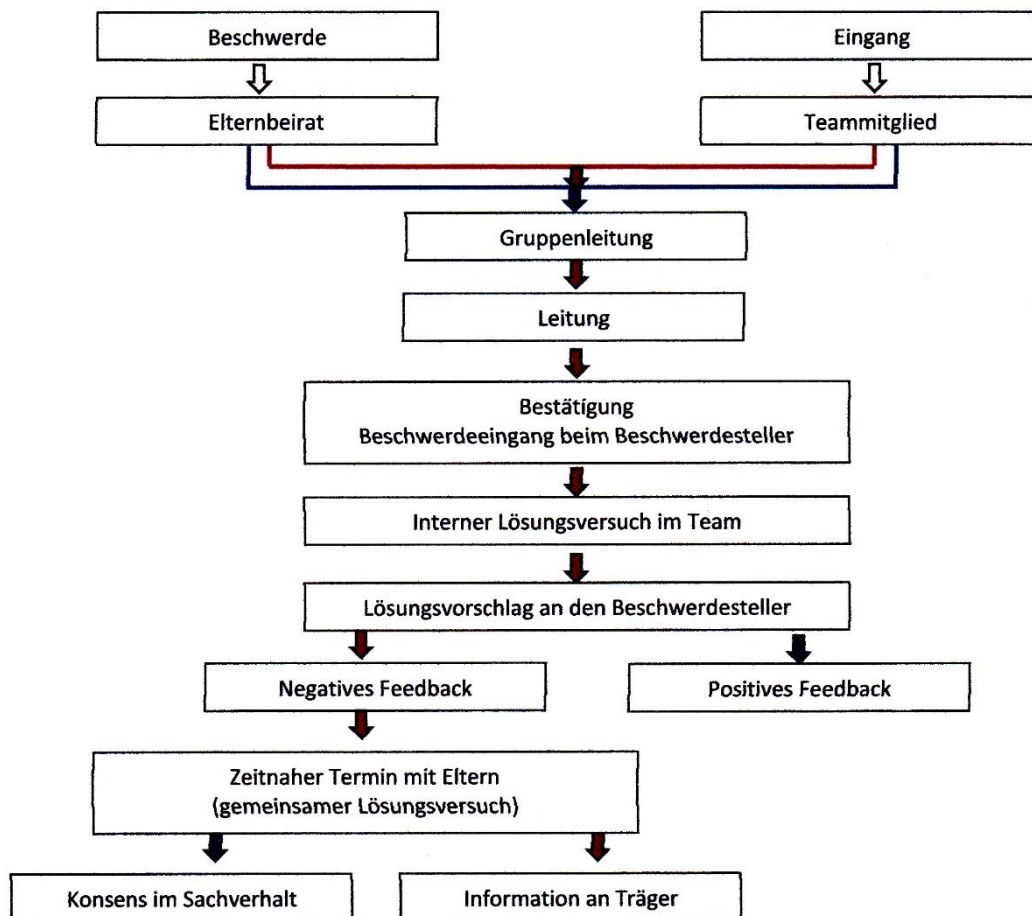 Beschwerde
Eingang
Elternbeirat
Teammitglied
Gruppenleitung
Leitung
Bestätigung
Beschwerdeeingang beim Beschwerdesteller
Interner Lösungsversuch im Team
Lösungsvorschlag an den Beschwerdesteller
Negatives Feedback
Positives Feedback
Zeitnaher Termin mit Eltern
(gemeinsamer Lösungsversuch)
Konsens im Sachverhalt
Information an Träger